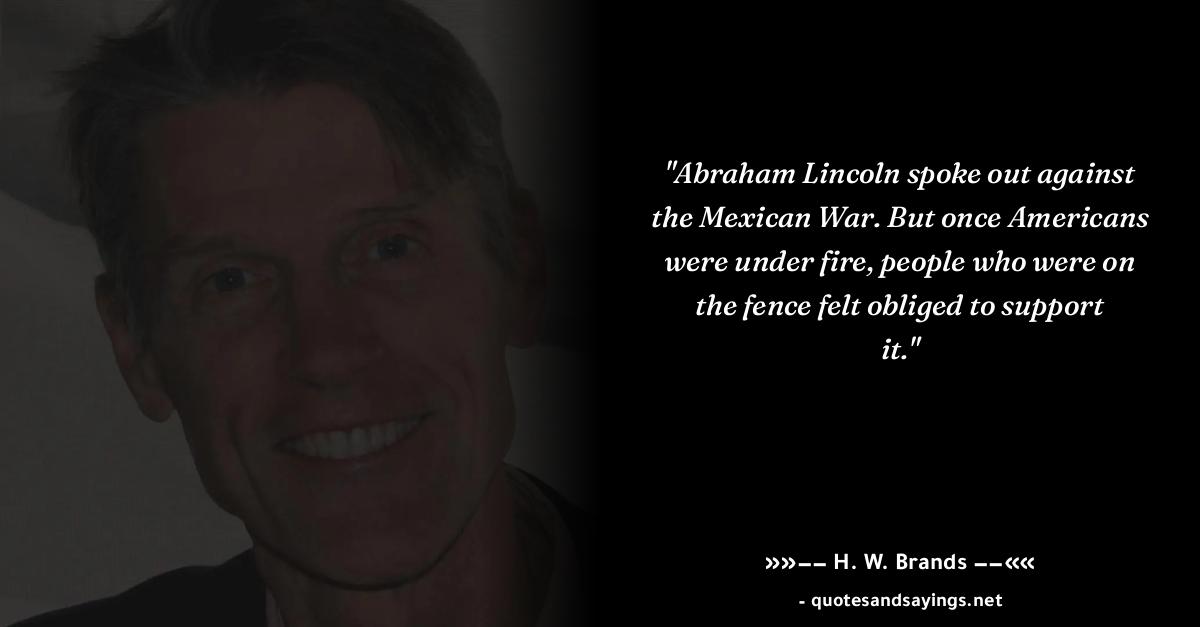 "Abraham Lincoln spoke out against
the Mexican War. But once Americans
were under fire, people who were on
the fence felt obliged to support
it."
»»–– H. W. Brands ––««
- quotesandsayings.net